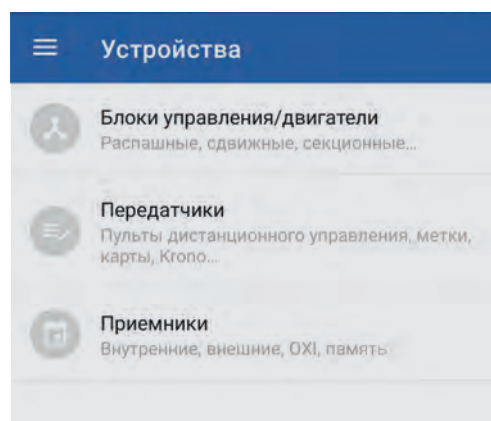 Устройства
Блоки управления/двигатели
Распашные, сдвижные, секционные...
Передатчики
Пульты дистанционного управления, метки,
карты, Krono...
Приемники
Внутренние, внешние, OXI, память